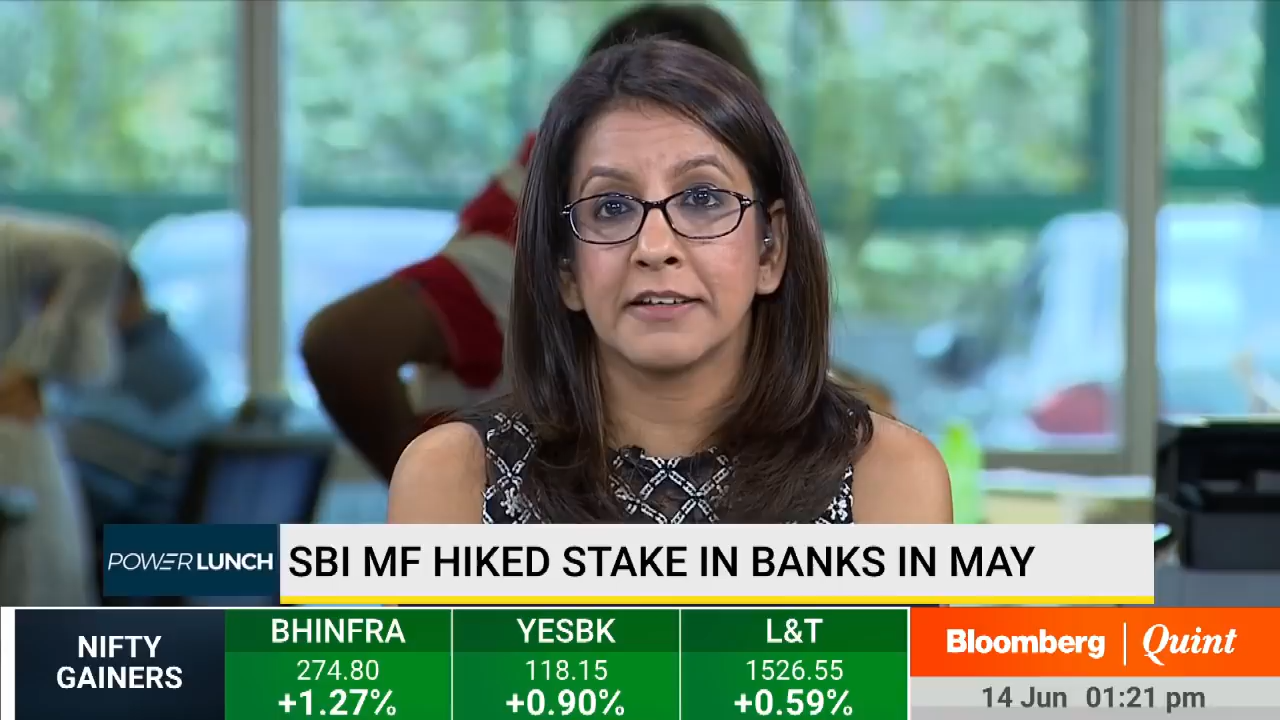 POWER LUNCH
SBI MF HIKED STAKE IN BANKS IN MAY
NIFTY
GAINERS
BHINFRA
274.80
+1.27%
YESBK
118.15
+0.90%
L&T
1526.55
+0.59%
Bloomberg | Quint
14 Jun 01:21 pm